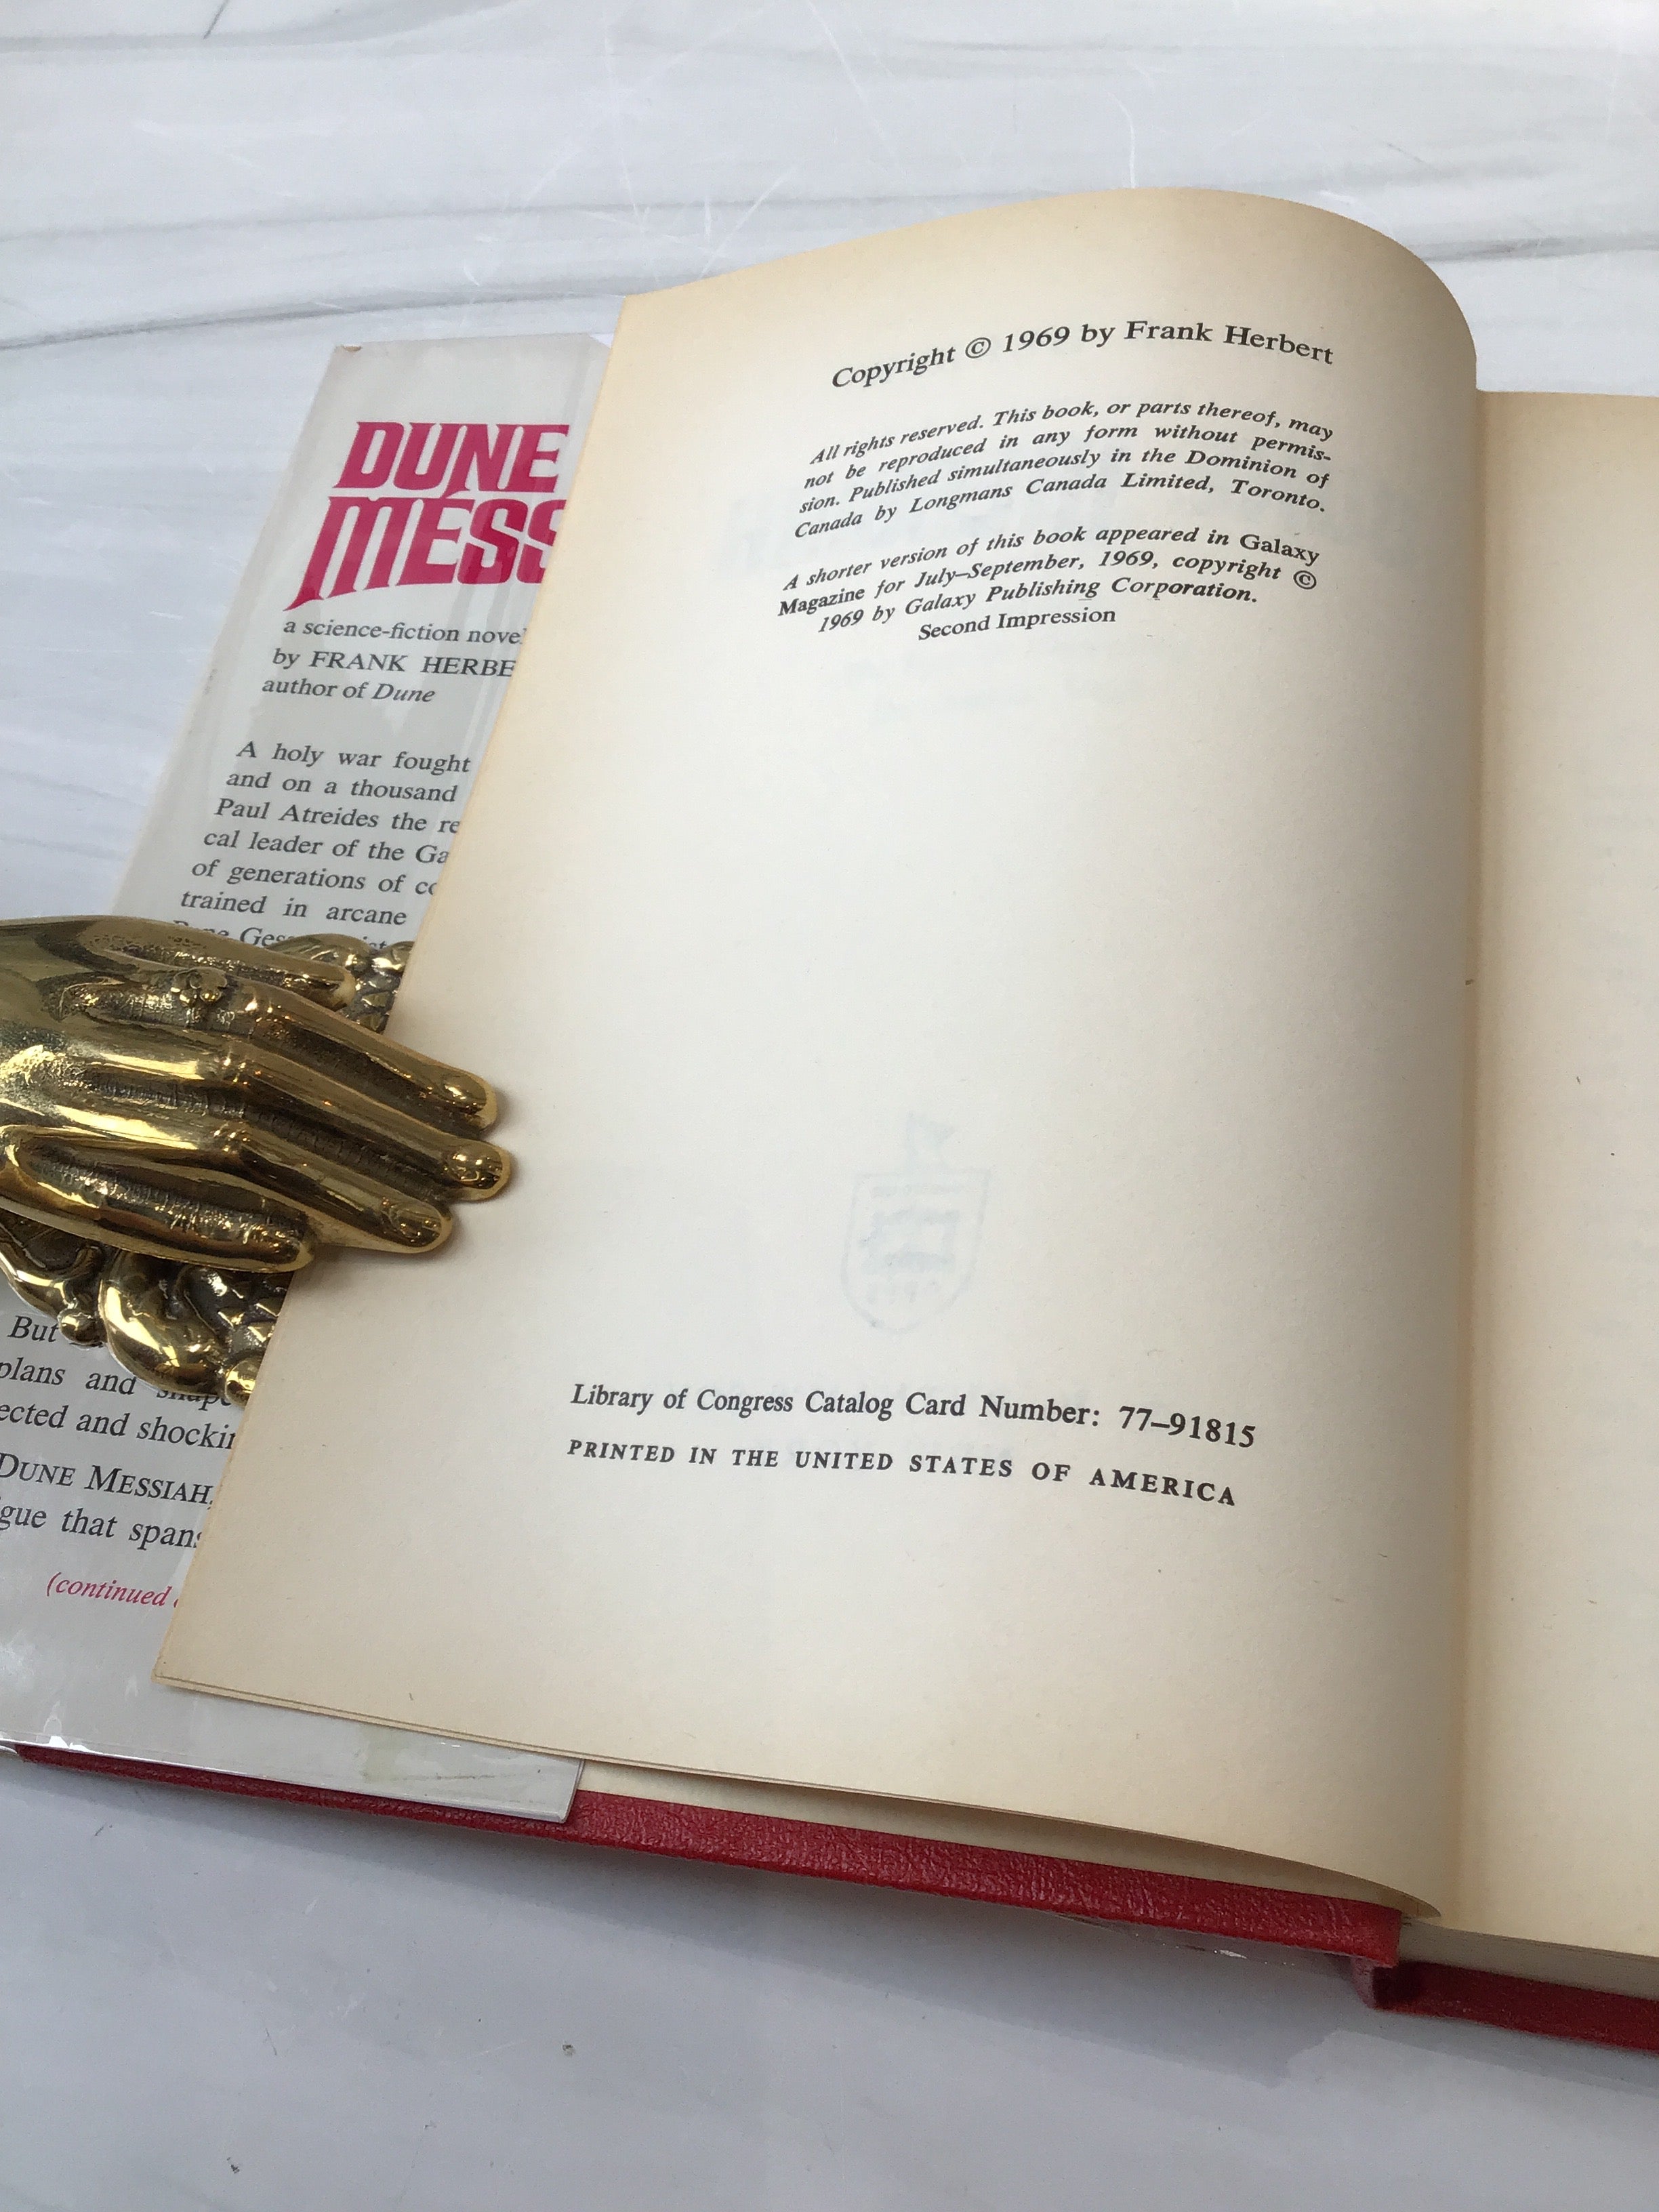 DUNE
MESS
a science-fiction novel
by FRANK HERBE
author of Dune
A holy war fought
and on a thousand
Paul Atreides the re
cal leader of the Ga
of generations of co
trained in arcane
But
plans and
ected and shockin
DUNE MESSIAH,
gue that spans
(continued
Copyright © 1969 by Frank Herbert
All rights reserved. This book, or parts thereof, may
not be reproduced in any form without permis-
sion. Published simultaneously in the Dominion of
Canada by Longmans Canada Limited, Toronto.
A shorter version of this book appeared in Galaxy
Magazine for July–September, 1969, copyright ©
1969 by Galaxy Publishing Corporation.
Second Impression
Library of Congress Catalog Card Number: 77–91815
PRINTED IN THE UNITED STATES OF AMERICA